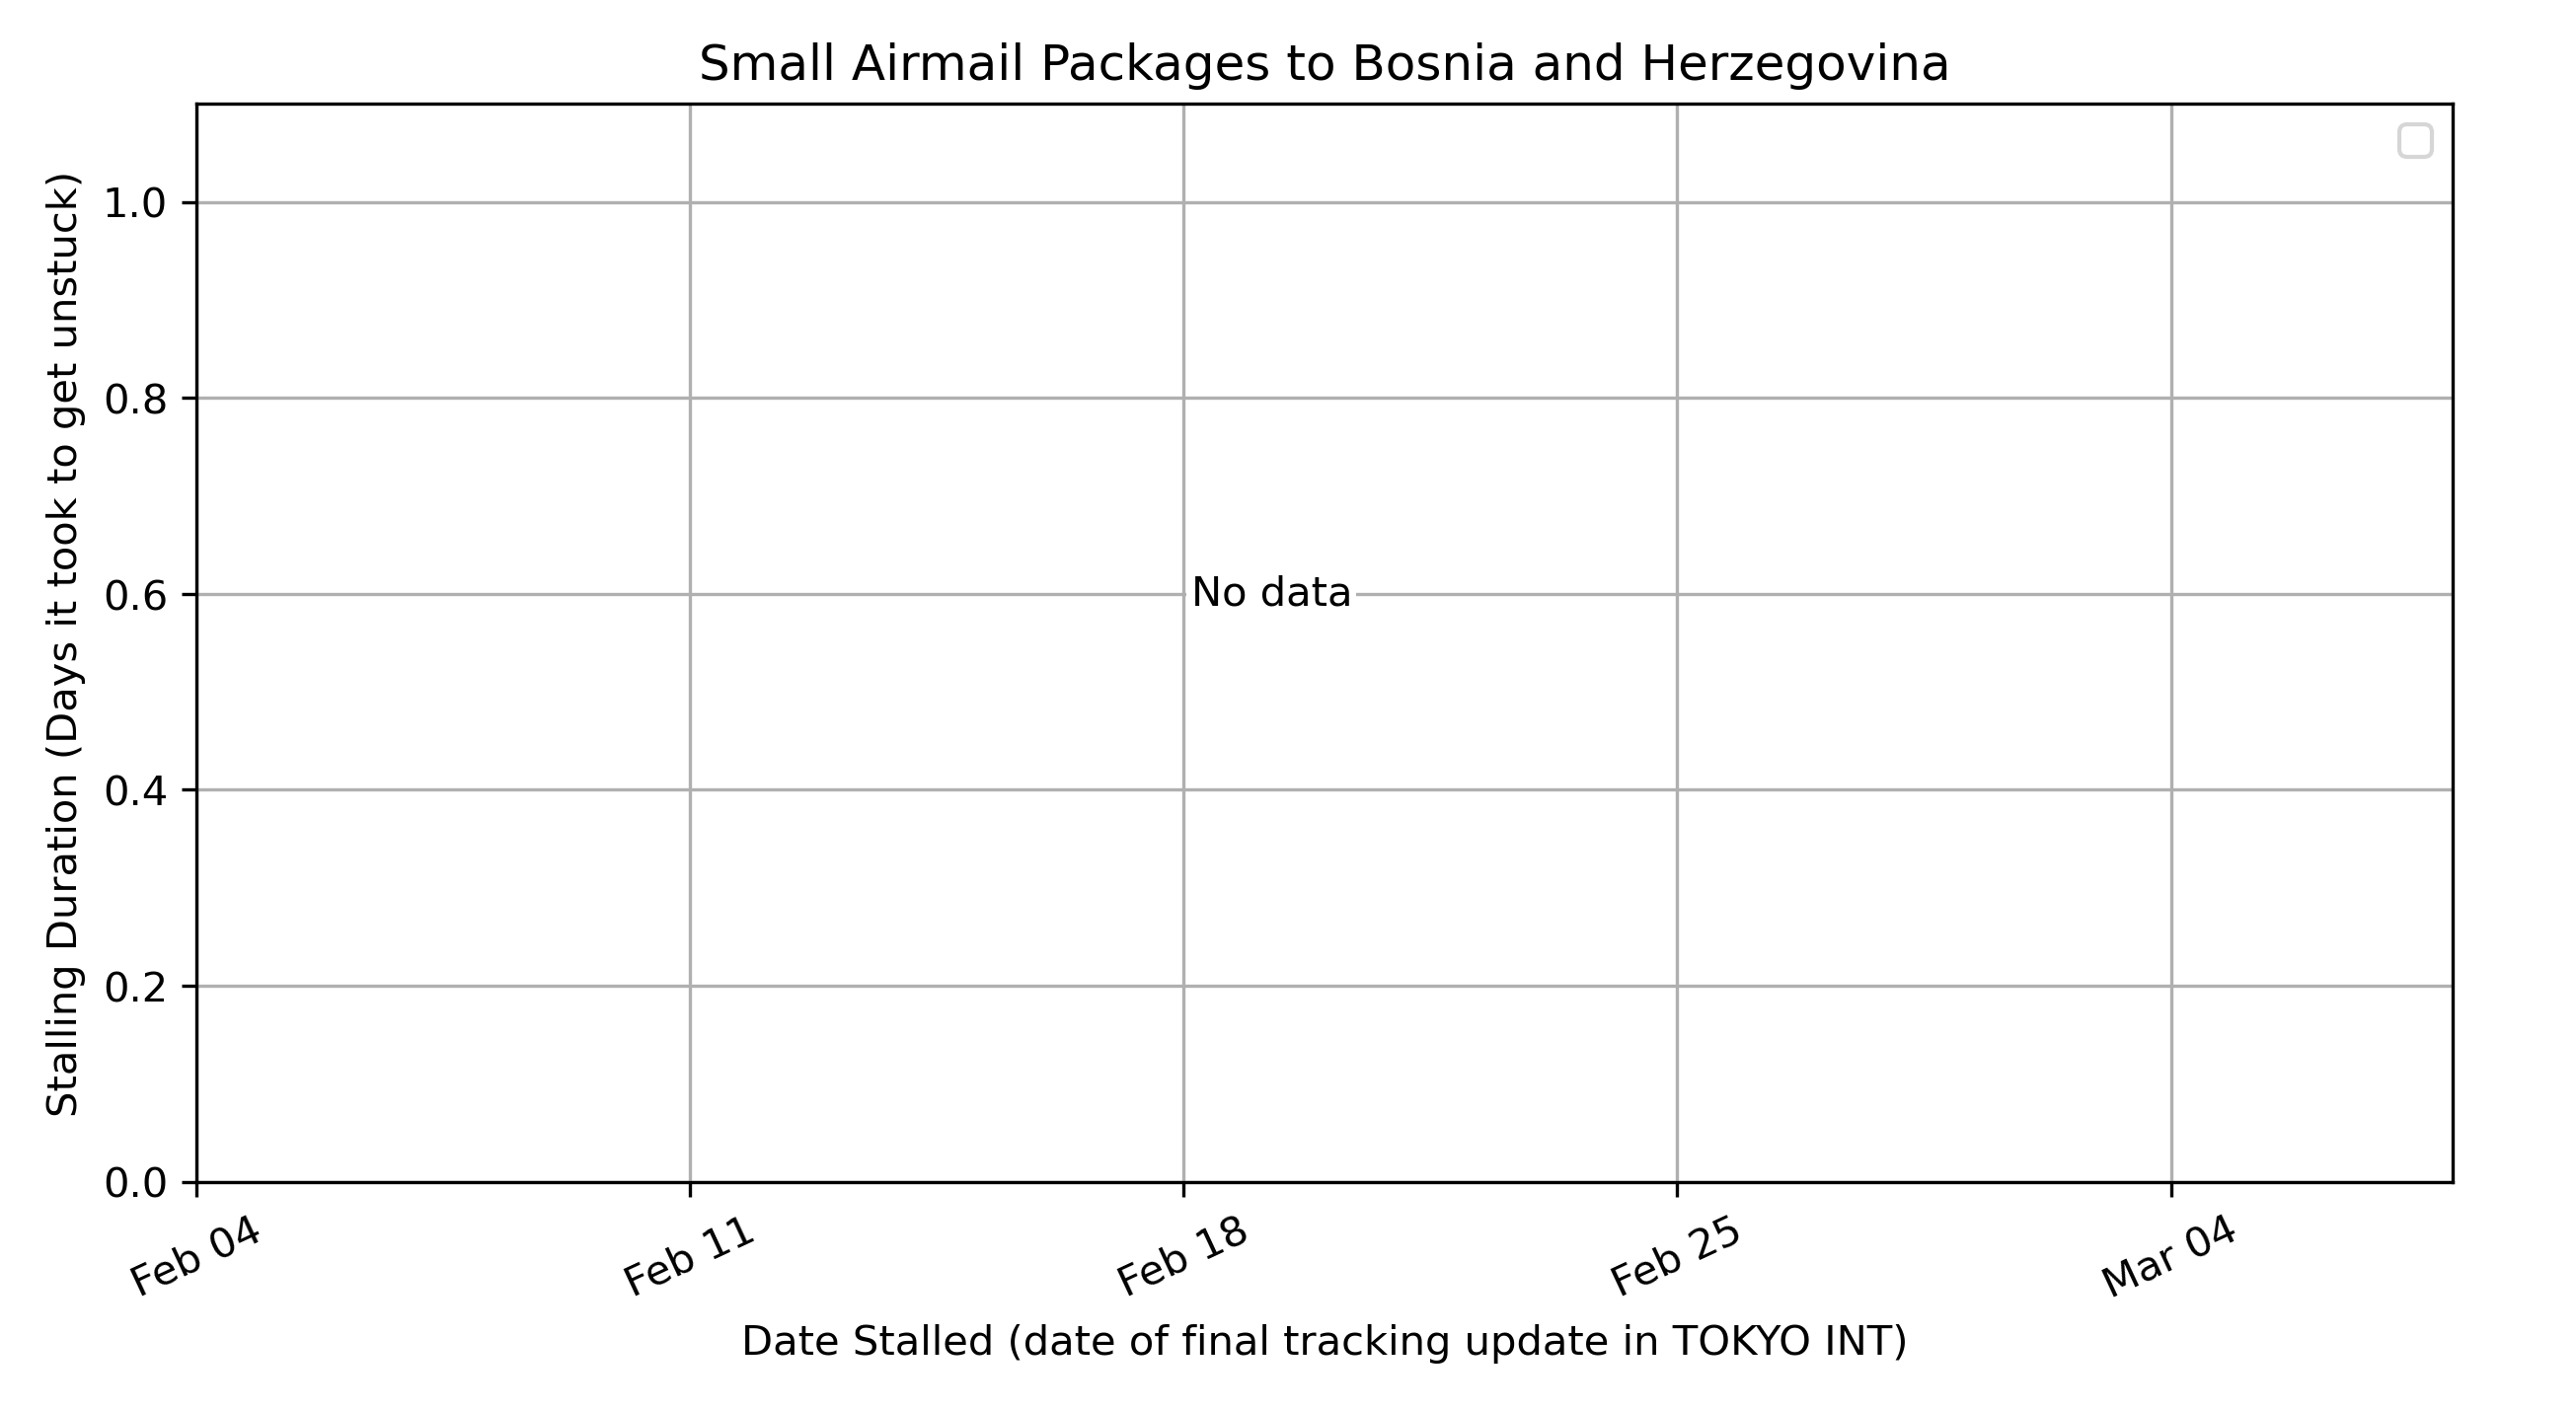 Small Airmail Packages to Bosnia and Herzegovina
Stalling Duration (Days it took to get unstuck)
1.0
0.8
0.6
0.4
0.2
0.0
No data
Feb 04
Feb 11
Feb 18
Feb 25
Mar 04
Date Stalled (date of final tracking update in TOKYO INT)